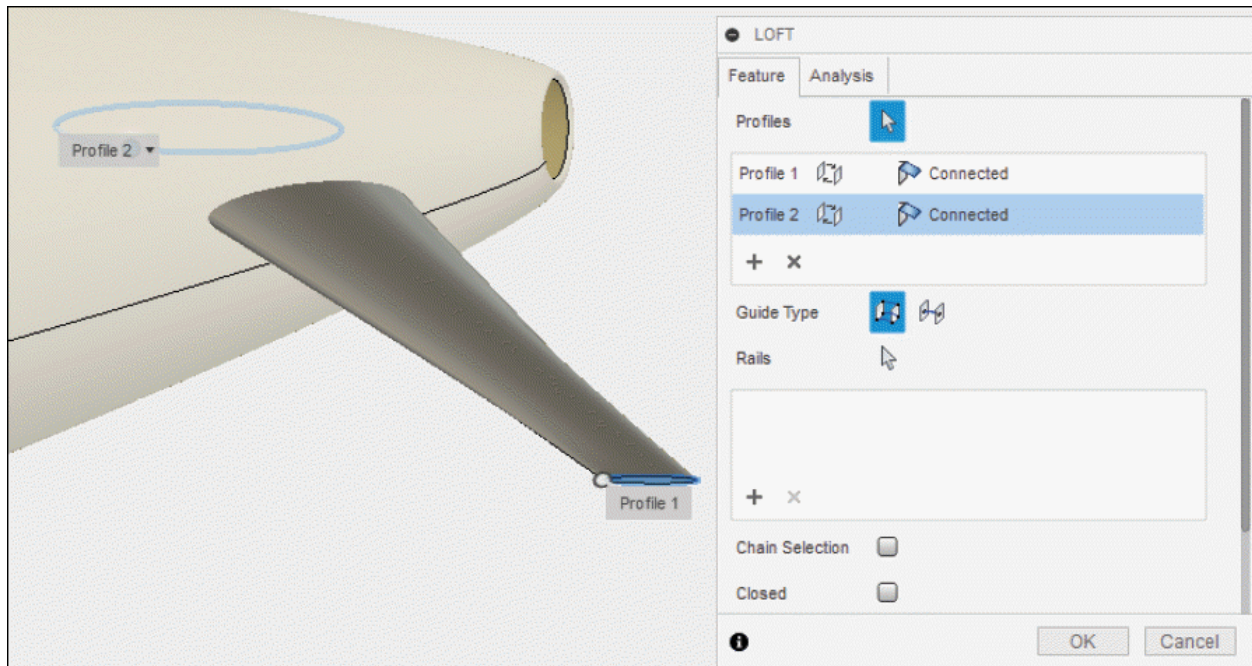 LOFT
Feature Analysis
Profiles
Profile 1 Connected
Profile 2 Connected
Guide Type
Rails
Chain Selection
Closed
OK Cancel
Profile 2
Profile 1